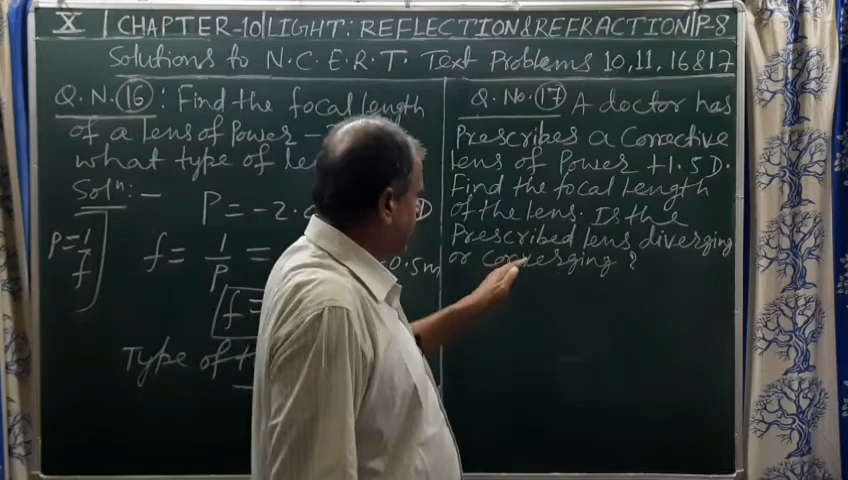 X | CHAPTER-10 | LIGHT: REFLECTION & REFRACTION | P-8
Solutions to N.C.E.R.T. Text Problems 10, 11, 16 & 17
Q.N. 16 : Find the focal length
of a lens of Power -
what type of
Soln: -
P = -2.
D
P = 1/f
f = 1/P =
0.5m
f =
Type of
Q. No. 17 A doctor has
Prescribes a Corrective
lens of Power +1.5 D.
Find the focal Length
of the lens. Is the
Prescribed lens diverging
or converging ?